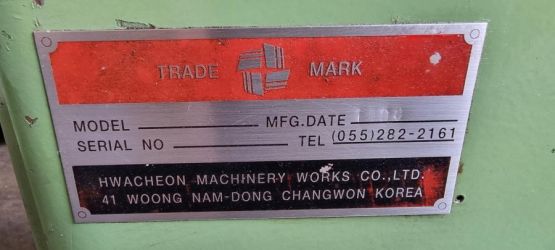 TRADE MARK
MODEL MFG.DATE
SERIAL NO TEL (055)282-2161
HWACHEON MACHINERY WORKS CO.,LTD.
41 WOONG NAM-DONG CHANGWON KOREA